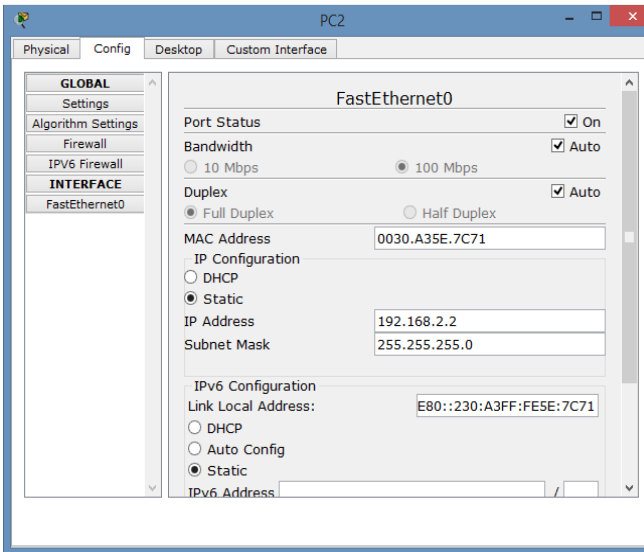 PC2
Physical Config Desktop Custom Interface
GLOBAL
Settings
Algorithm Settings
Firewall
IPV6 Firewall
INTERFACE
FastEthernet0
FastEthernet0
Port Status On
Bandwidth Auto
10 Mbps 100 Mbps
Duplex Auto
Full Duplex Half Duplex
MAC Address 0030.A35E.7C71
IP Configuration
DHCP
Static
IP Address 192.168.2.2
Subnet Mask 255.255.255.0
IPv6 Configuration
Link Local Address: E80::230:A3FF:FE5E:7C71
DHCP
Auto Config
Static
IPv6 Address /